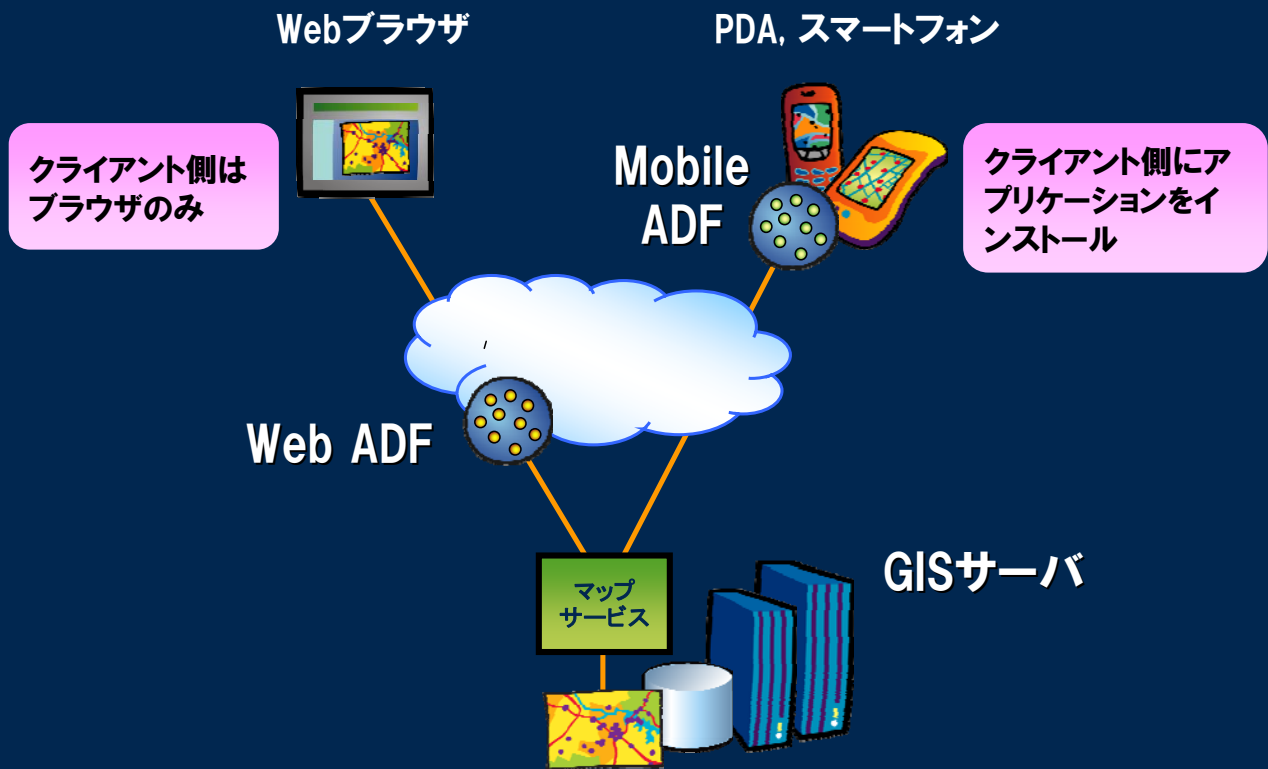 Webブラウザ
PDA, スマートフォン
クライアント側は
ブラウザのみ
Mobile
ADF
クライアント側にア
プリケーションをイ
ンストール
Web ADF
GISサーバ
マップ
サービス